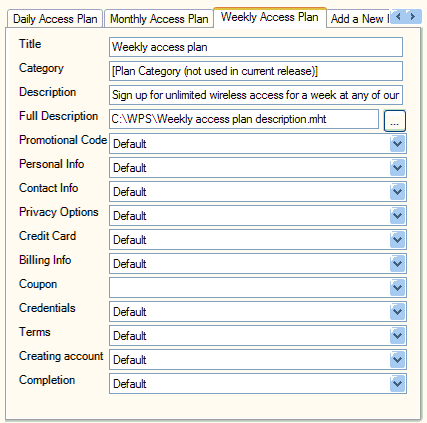 Daily Access Plan Monthly Access Plan Weekly Access Plan Add a New
Title Weekly access plan
Category [Plan Category (not used in current release)]
Description Sign up for unlimited wireless access for a week at any of our
Full Description C:\WPS\Weekly access plan description.mht ...
Promotional Code Default
Personal Info Default
Contact Info Default
Privacy Options Default
Credit Card Default
Billing Info Default
Coupon
Credentials Default
Terms Default
Creating account Default
Completion Default